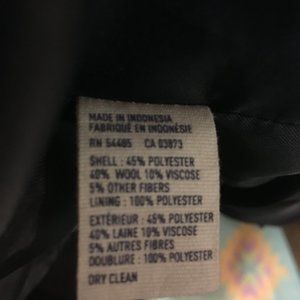 MADE IN INDONESIA
FABRIQUÉ EN INDONÉSIE
RN 54485 CA 03873
SHELL : 45% POLYESTER
40% WOOL 10% VISCOSE
5% OTHER FIBERS
LINING : 100% POLYESTER
EXTÉRIEUR : 45% POLYESTER
40% LAINE 10% VISCOSE
5% AUTRES FIBRES
DOUBLURE : 100% POLYESTER
DRY CLEAN